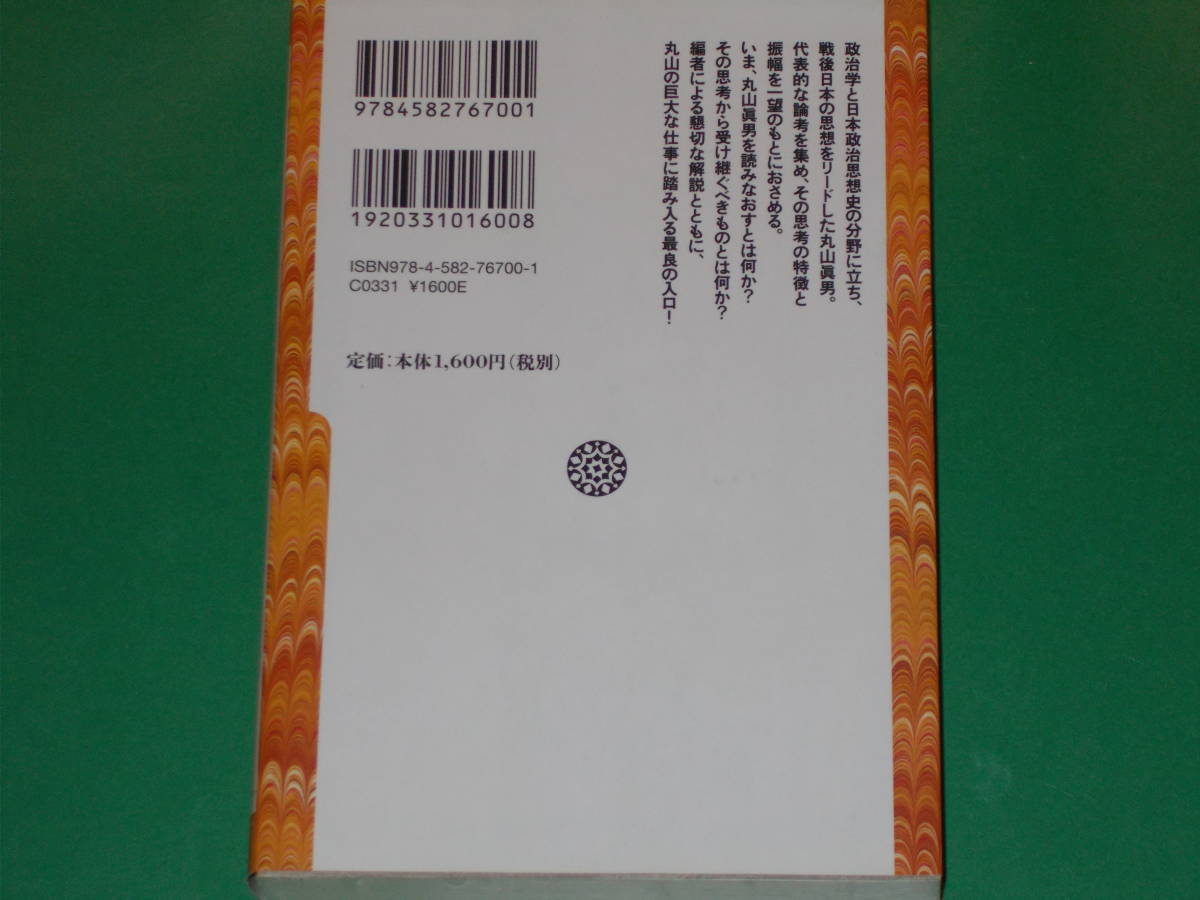 政治学と日本政治思想史の分野に立ち、
戦後日本の思想をリードした丸山眞男。
代表的な論考を集め、その思考の特徴と
振幅を一望のもとにおさめる。
いま、丸山眞男を読みなおすとは何か?
その思考から受け継ぐべきものとは何か?
編者による懇切な解説とともに、
丸山の巨大な仕事に踏み入る最良の入口!
9784582767001
1920331016008
ISBN978-4-582-76700-1
C0331 ¥1600E
定価:本体1,600円(税別)